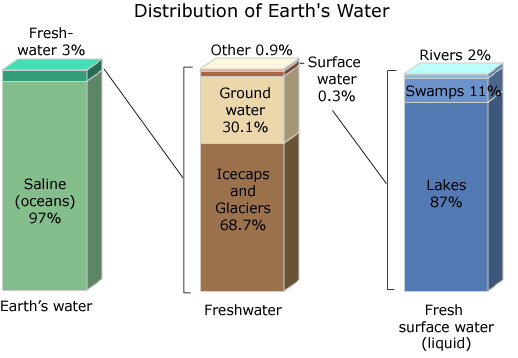 Distribution of Earth's Water
Fresh-
water 3%
Saline
(oceans)
97%
Earth’s water
Other 0.9%
Surface
water
0.3%
Ground
water
30.1%
Icecaps
and
Glaciers
68.7%
Freshwater
Rivers 2%
Swamps 11%
Lakes
87%
Fresh
surface water
(liquid)